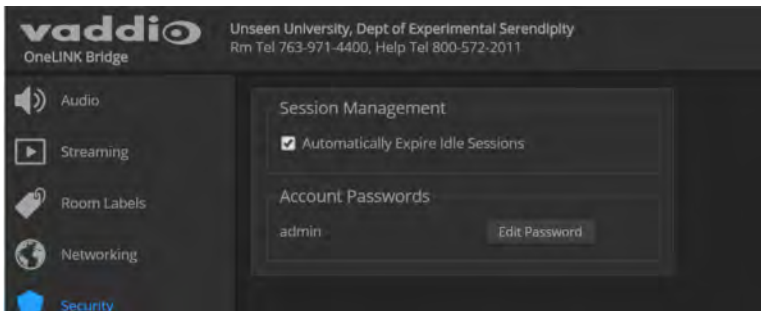 vaddio
OneLINK Bridge
Unseen University, Dept of Experimental Serendipity
Rm Tel 763-971-4400, Help Tel 800-572-2011
Audio
Streaming
Room Labels
Networking
Security
Session Management
Automatically Expire Idle Sessions
Account Passwords
admin
Edit Password